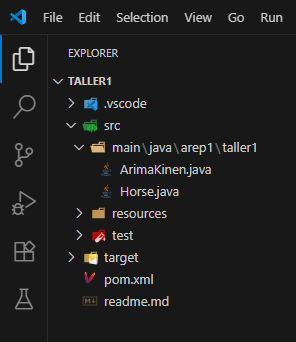 File Edit Selection View Go Run
EXPLORER
TALLER1
.vscode
src
main\java\arep1\taller1
ArimaKinen.java
Horse.java
resources
test
target
pom.xml
readme.md